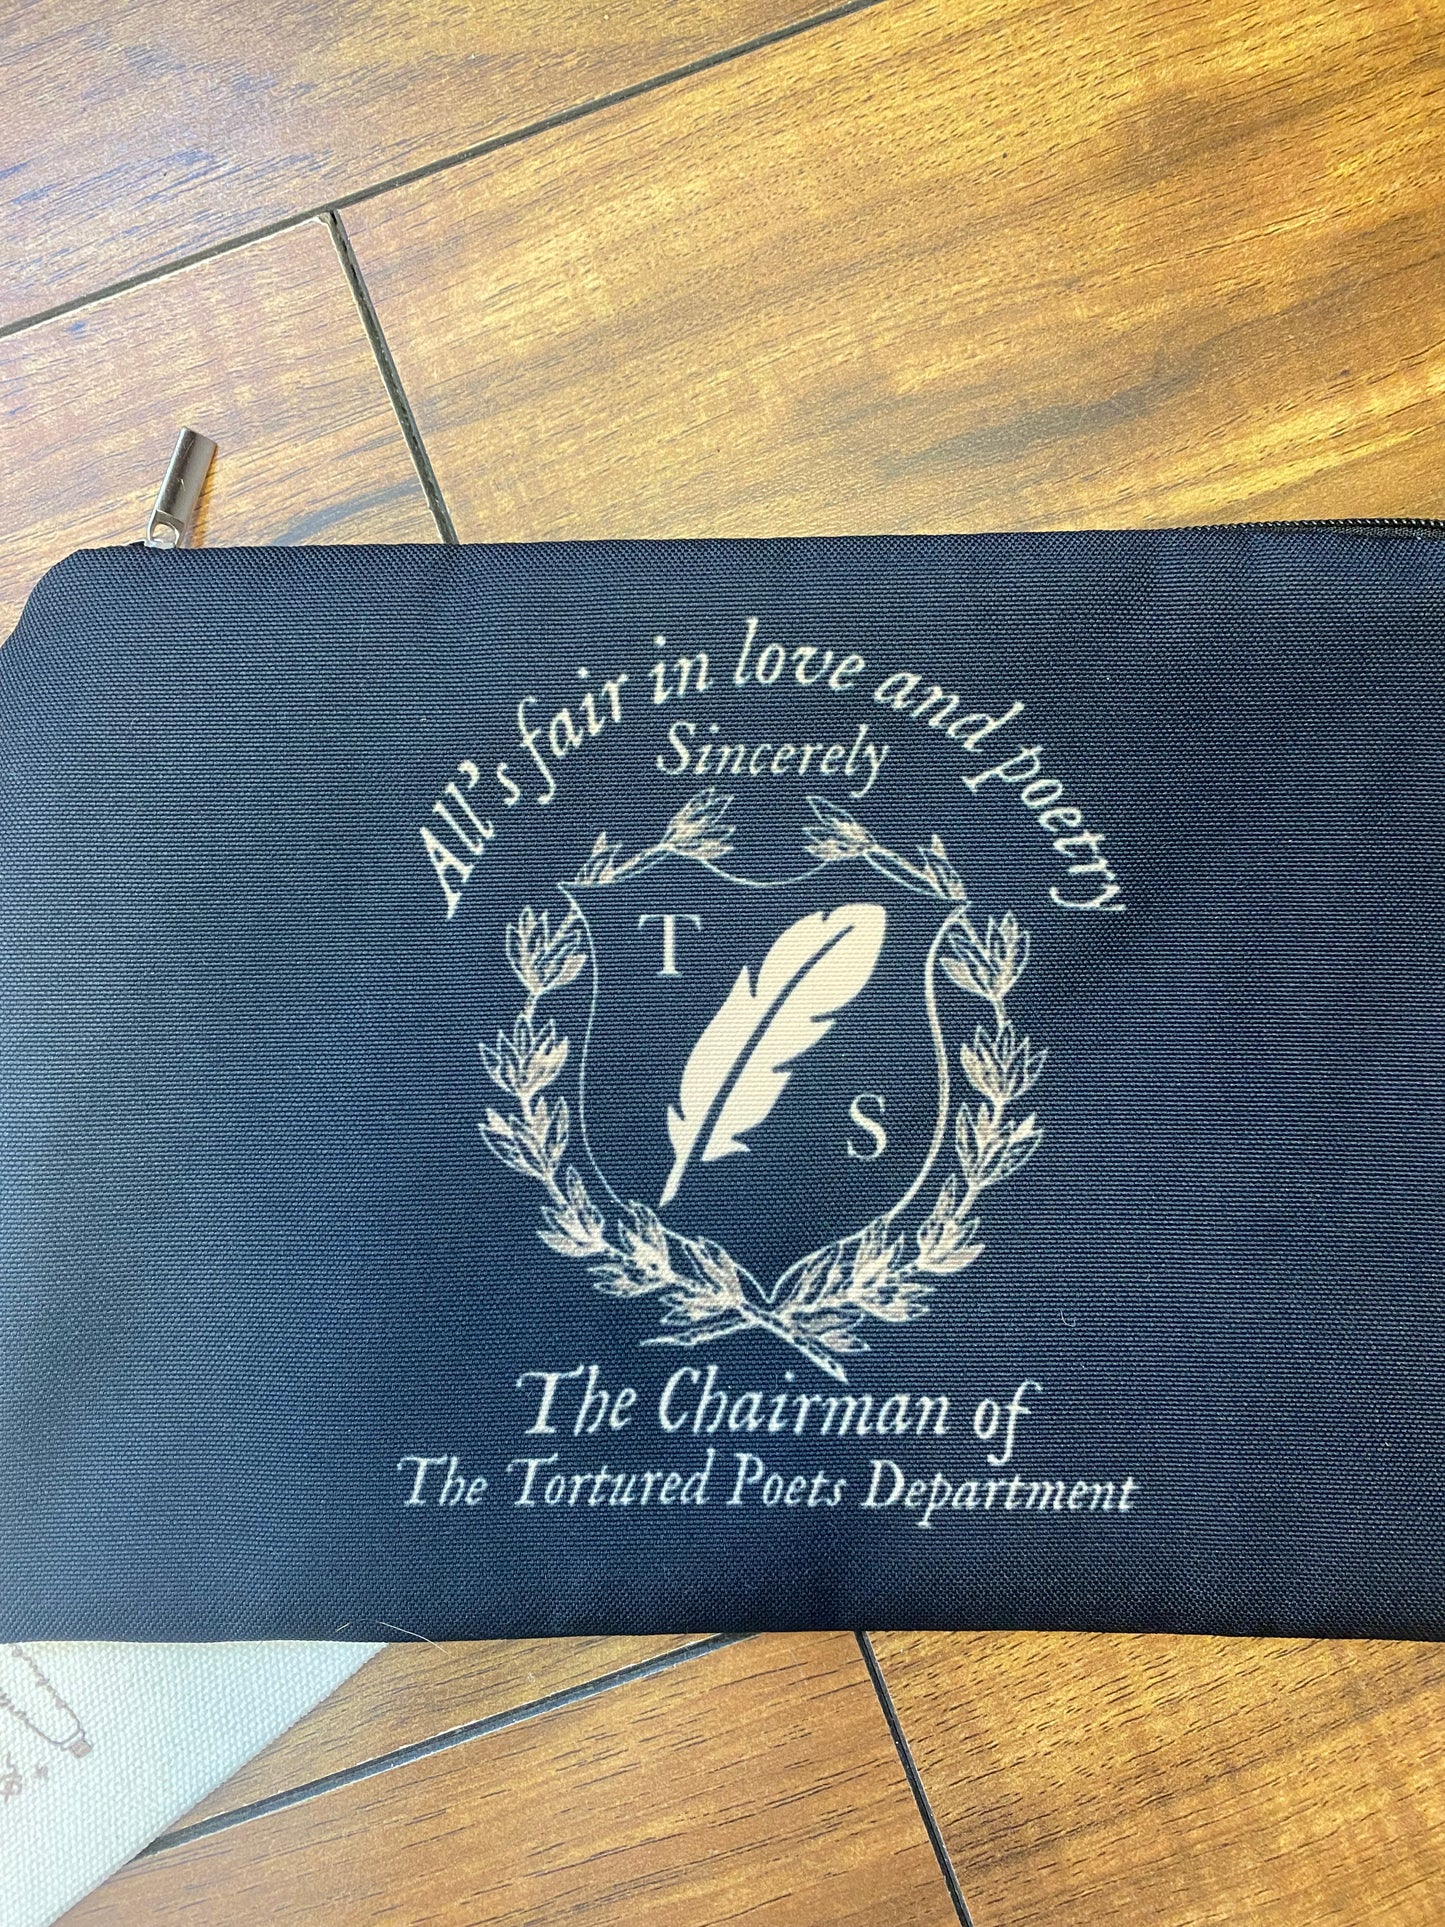 All's fair in love and poetry
Sincerely
T
S
The Chairman of
The Tortured Poets Department